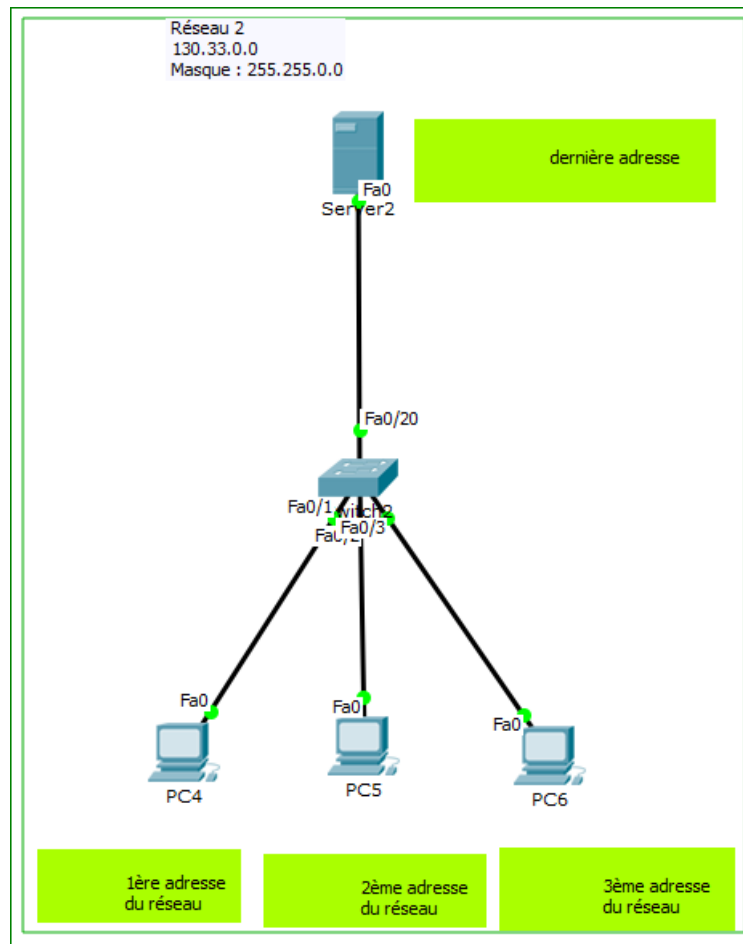 Réseau 2
130.33.0.0
Masque : 255.255.0.0
dernière adresse
Fa0
Server2
Fa0/20
Fa0/1
witch2
Fa0/3
Fa0
Fa0
Fa0
PC4
PC5
PC6
1ère adresse
du réseau
2ème adresse
du réseau
3ème adresse
du réseau